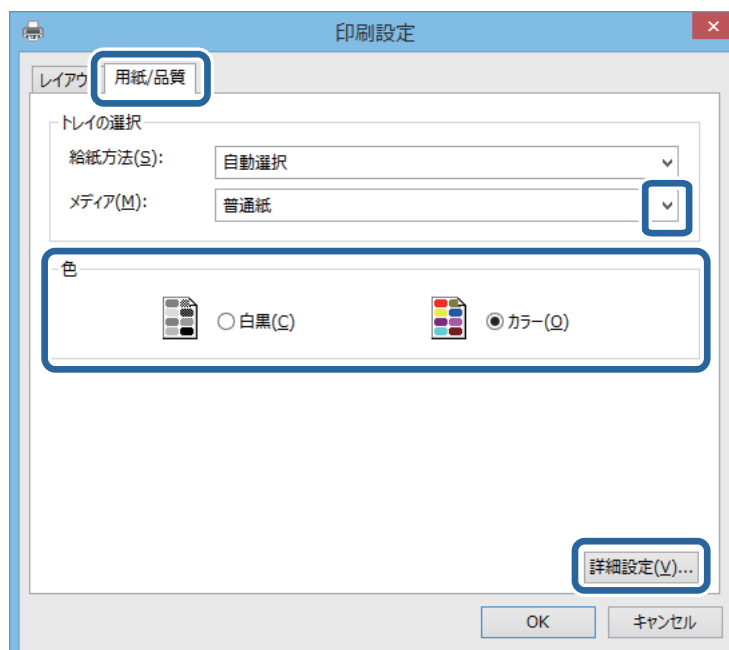 印刷設定
レイアウ
用紙/品質
トレイの選択
給紙方法(S): 自動選択
メディア(M): 普通紙
色
白黒(C) カラー(O)
詳細設定(V)...
OK キャンセル